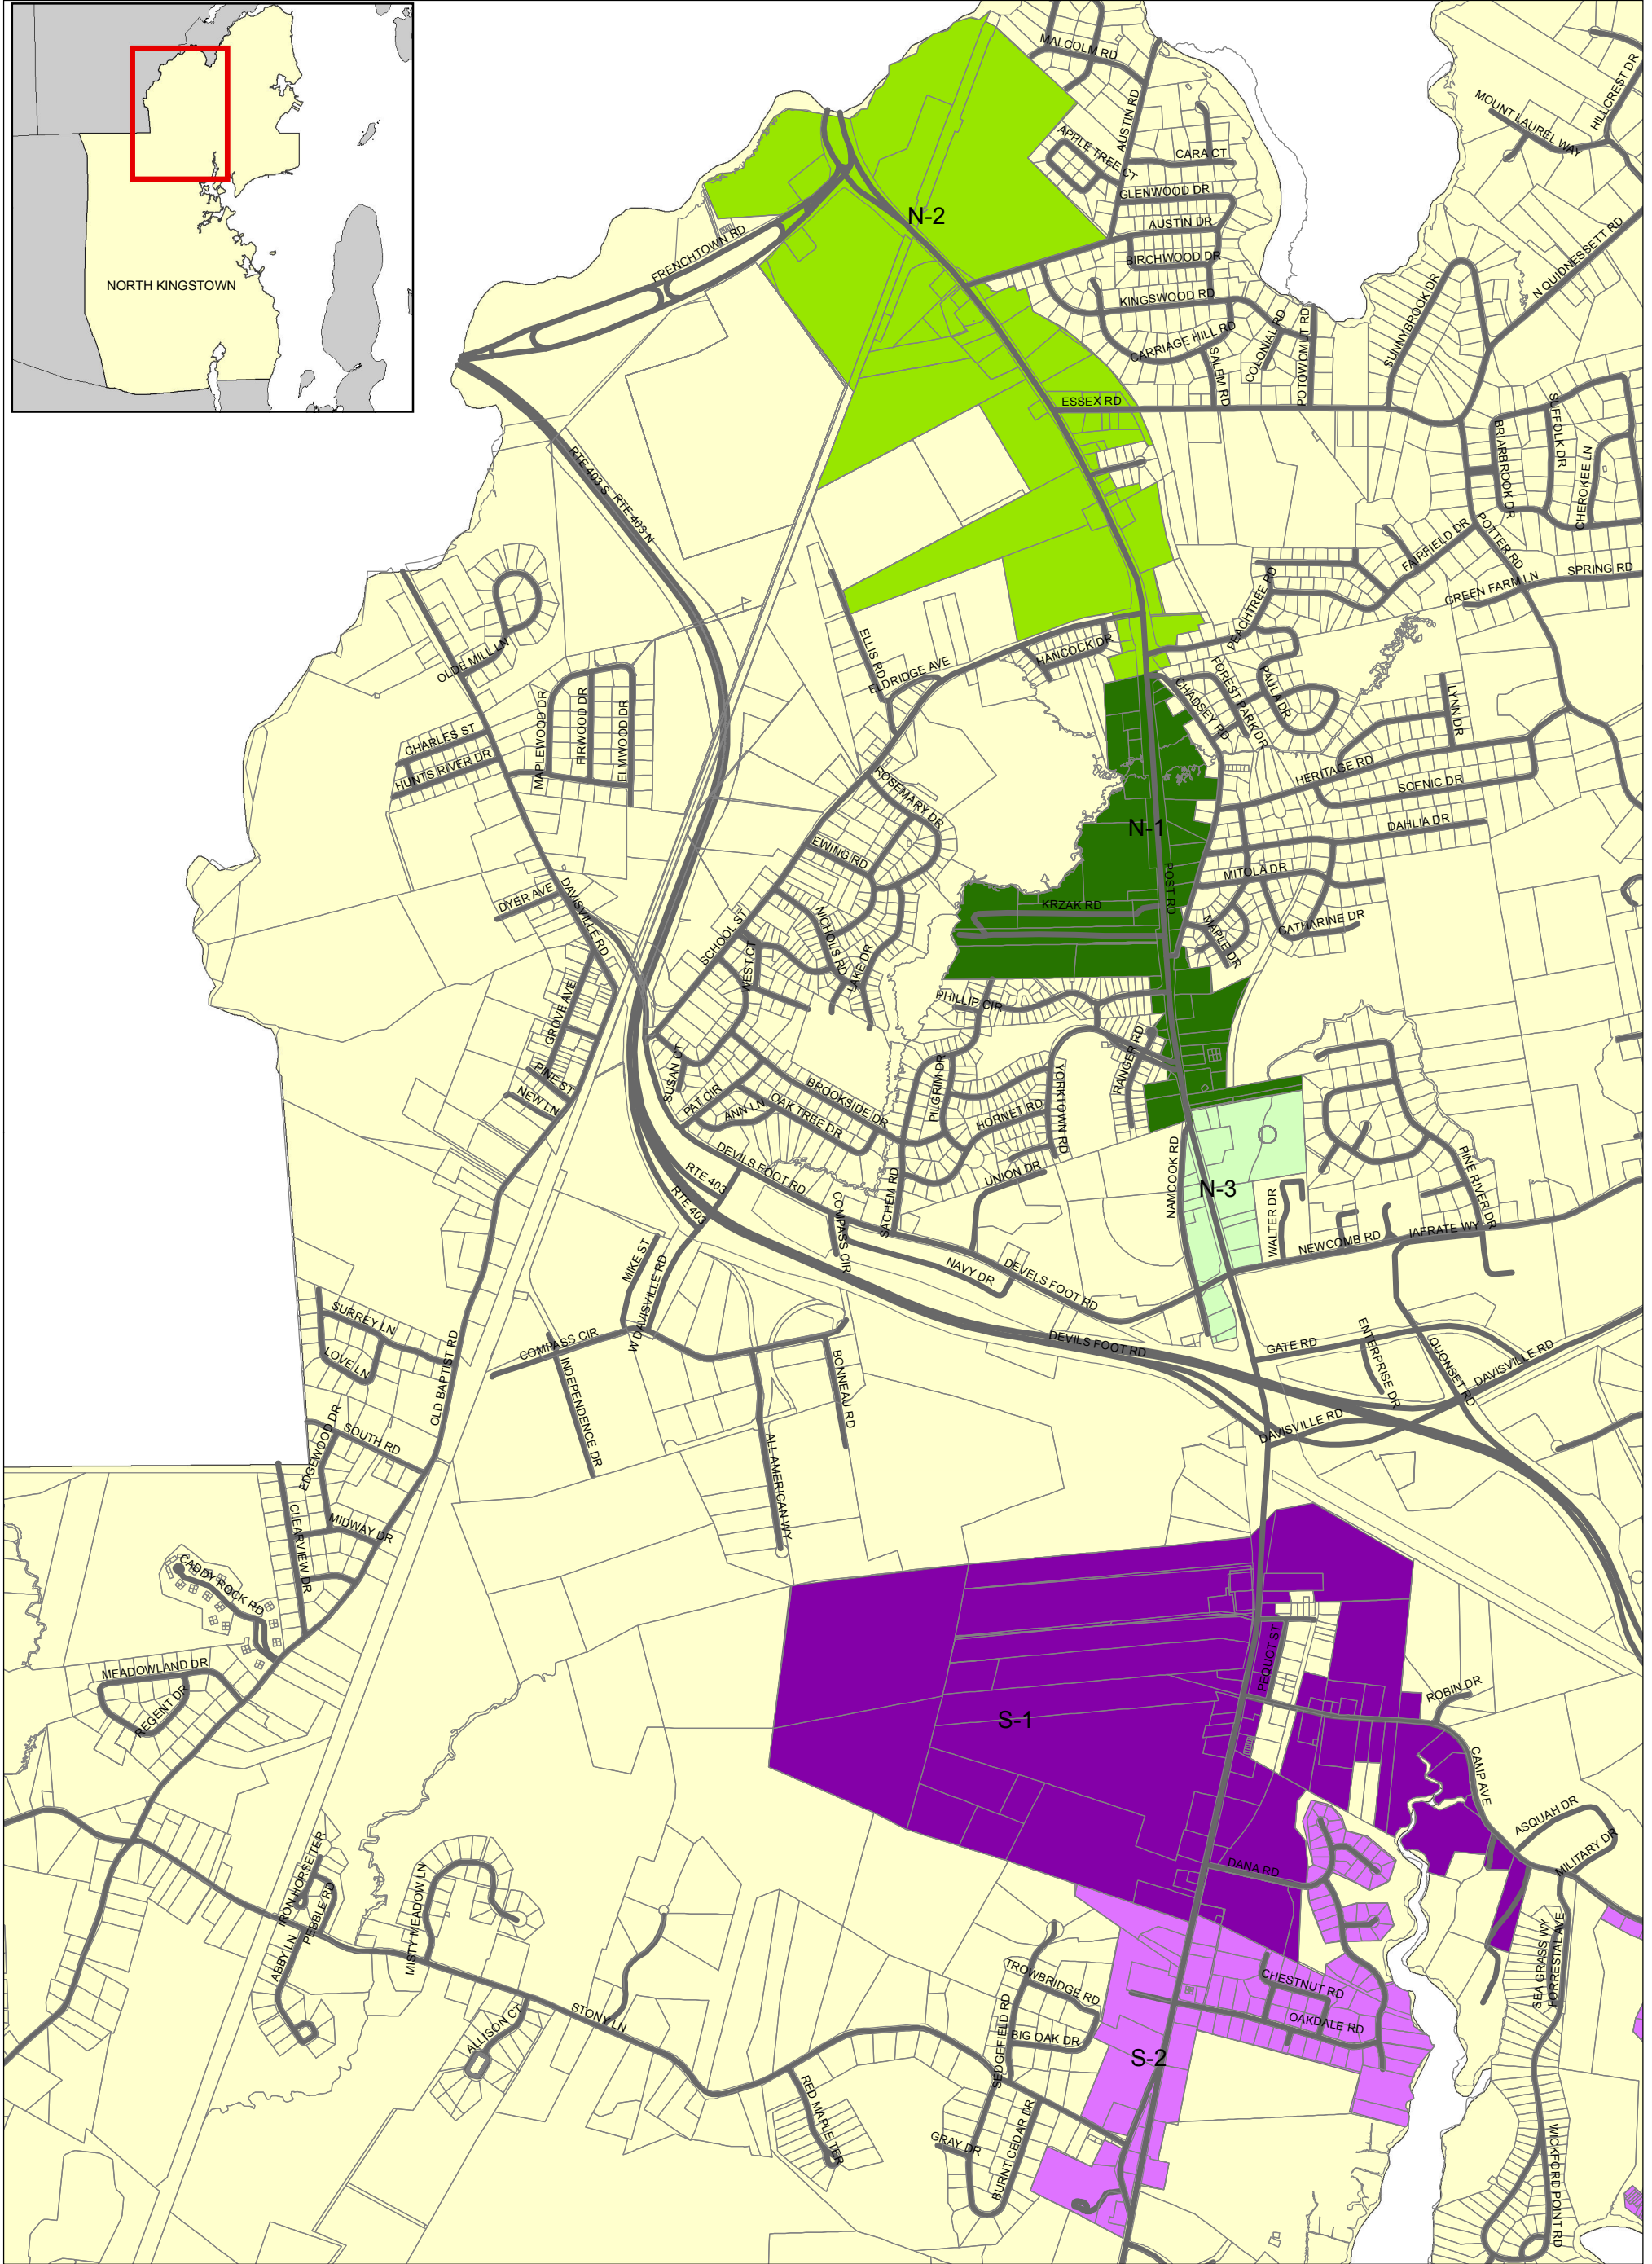 NORTH KINGSTOWN
MALCOLM RD
AUSTIN RD
APPLE TREE CT
CARA CT
GLENWOOD DR
AUSTIN DR
BIRCHWOOD DR
KINGSWOOD RD
CARRIAGE HILL RD
SALEM RD
COLONIAL RD
POTOWOMUT RD
MOUNT LAUREL WAY
HILLCREST DR
N QUIDNESSETT RD
SUNNYBROOK DR
N-2
FRENCHTOWN RD
ESSEX RD
BRIARBROOK DR
SUFFOLK DR
CHEROKEE LN
RTE 403 S
RTE 403 N
FAIRFIELD DR
POTTER RD
GREEN FARM LN
SPRING RD
PEACHTREE RD
OLDE MILL LN
ELLIS RD
ELDRIDGE AVE
HANCOCK DR
CHADSEY RD
FOREST PARK DR
PAULA DR
LYNN DR
CHARLES ST
HUNTS RIVER DR
MAPLEWOOD DR
FIRWOOD DR
ELMWOOD DR
ROSEMARY DR
HERITAGE RD
SCENIC DR
DAHLIA DR
N-1
EWING RD
MITOLA DR
POST RD
DYER AVE
DAVISVILLE RD
SCHOOL ST
NICHOLS RD
WEST CT
LAKE DR
KRZAK RD
MAPLE DR
CATHARINE DR
GROVE AVE
PINE ST
NEW LN
PHILLIP CIR
RANGER RD
SUSAN CT
PAT CIR
ANN LN
OAK TREE DR
BROOKSIDE DR
PILGRIM DR
HORNET RD
YORKTOWN RD
UNION DR
NAMCOOK RD
N-3
WALTER DR
PINE RIVER DR
NEWCOMB RD
IAFRATE WY
DEVILS FOOT RD
RTE 403
RTE 403
COMPASS CIR
SACHEM RD
NAVY DR
DEVELS FOOT RD
MIKE ST
W DAVISVILLE RD
SURREY LN
LOVE LN
OLD BAPTIST RD
COMPASS CIR
INDEPENDENCE DR
BONNEAU RD
ALL AMERICAN WY
DEVILS FOOT RD
GATE RD
ENTERPRISE DR
QUONSET RD
DAVISVILLE RD
DAVISVILLE RD
EDGEWOOD DR
SOUTH RD
CLEARVIEW DR
MIDWAY DR
CADDY ROCK RD
MEADOWLAND DR
REGENT DR
PEQUOT ST
S-1
ROBIN DR
CAMP AVE
ASQUAH DR
MILITARY DR
DANA RD
IRON HORSE TER
PEBBLE RD
ABBY LN
MISTY MEADOW LN
ALLISON CT
STONY LN
TROWBRIDGE RD
SEDGEFIELD RD
BIG OAK DR
CHESTNUT RD
OAKDALE RD
S-2
SEA GRASS WY
FORRESTAL AVE
RED MAPLE TER
GRAY DR
BURNT CEDAR DR
WICKFORD POINT RD